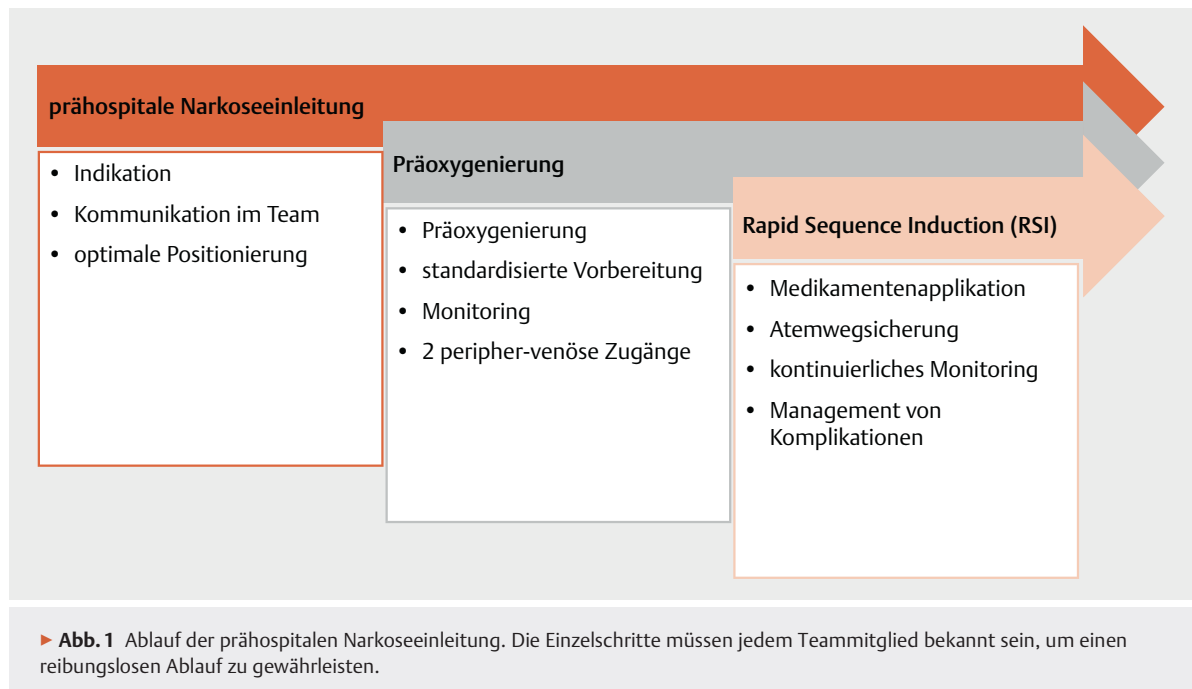 prähospitale Narkoseeinleitung
• Indikation
• Kommunikation im Team
• optimale Positionierung
Präoxygenierung
• Präoxygenierung
• standardisierte Vorbereitung
• Monitoring
• 2 peripher-venöse Zugänge
Rapid Sequence Induction (RSI)
• Medikamentenapplikation
• Atemwegsicherung
• kontinuierliches Monitoring
• Management von
Komplikationen
► Abb. 1 Ablauf der prähospitalen Narkoseeinleitung. Die Einzelschritte müssen jedem Teammitglied bekannt sein, um einen
reibungslosen Ablauf zu gewährleisten.